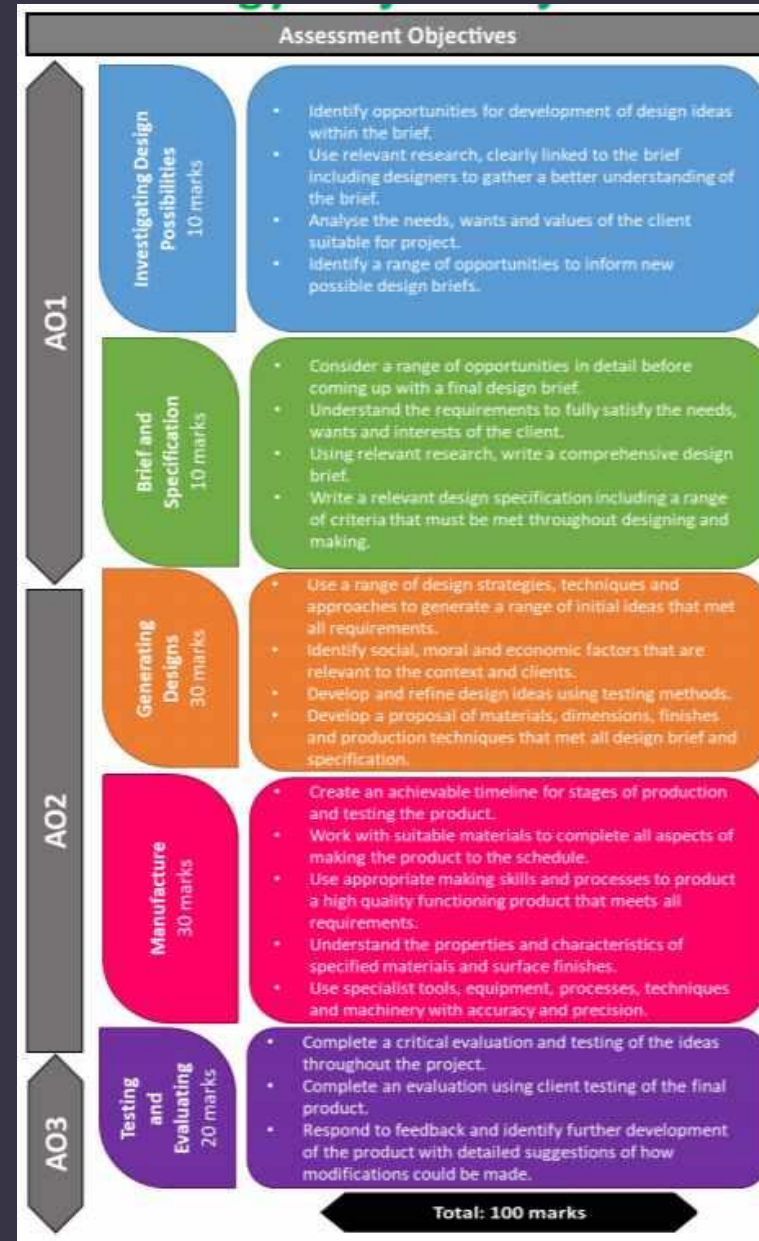 Assessment Objectives
AO1
Investigating Design
Possibilities
10 marks
• Identify opportunities for development of design ideas
within the brief.
• Use relevant research, clearly linked to the brief
including designers to gather a better understanding of
the brief.
• Analyse the needs, wants and values of the client
suitable for project.
• Identify a range of opportunities to inform new
possible design briefs.
Brief and
Specification
10 marks
• Consider a range of opportunities in detail before
coming up with a final design brief.
• Understand the requirements to fully satisfy the needs,
wants and interests of the client.
• Using relevant research, write a comprehensive design
brief.
• Write a relevant design specification including a range
of criteria that must be met throughout designing and
making.
AO2
Generating
Designs
30 marks
• Use a range of design strategies, techniques and
approaches to generate a range of initial ideas that met
all requirements.
• Identify social, moral and economic factors that are
relevant to the context and clients.
• Develop and refine design ideas using testing methods.
• Develop a proposal of materials, dimensions, finishes
and production techniques that met all design brief and
specification.
Manufacture
30 marks
• Create an achievable timeline for stages of production
and testing the product.
• Work with suitable materials to complete all aspects of
making the product to the schedule.
• Use appropriate making skills and processes to product
a high quality functioning product that meets all
requirements.
• Understand the properties and characteristics of
specified materials and surface finishes.
• Use specialist tools, equipment, processes, techniques
and machinery with accuracy and precision.
AO3
Testing
and
Evaluating
20 marks
• Complete a critical evaluation and testing of the ideas
throughout the project.
• Complete an evaluation using client testing of the final
product.
• Respond to feedback and identify further development
of the product with detailed suggestions of how
modifications could be made.
Total: 100 marks